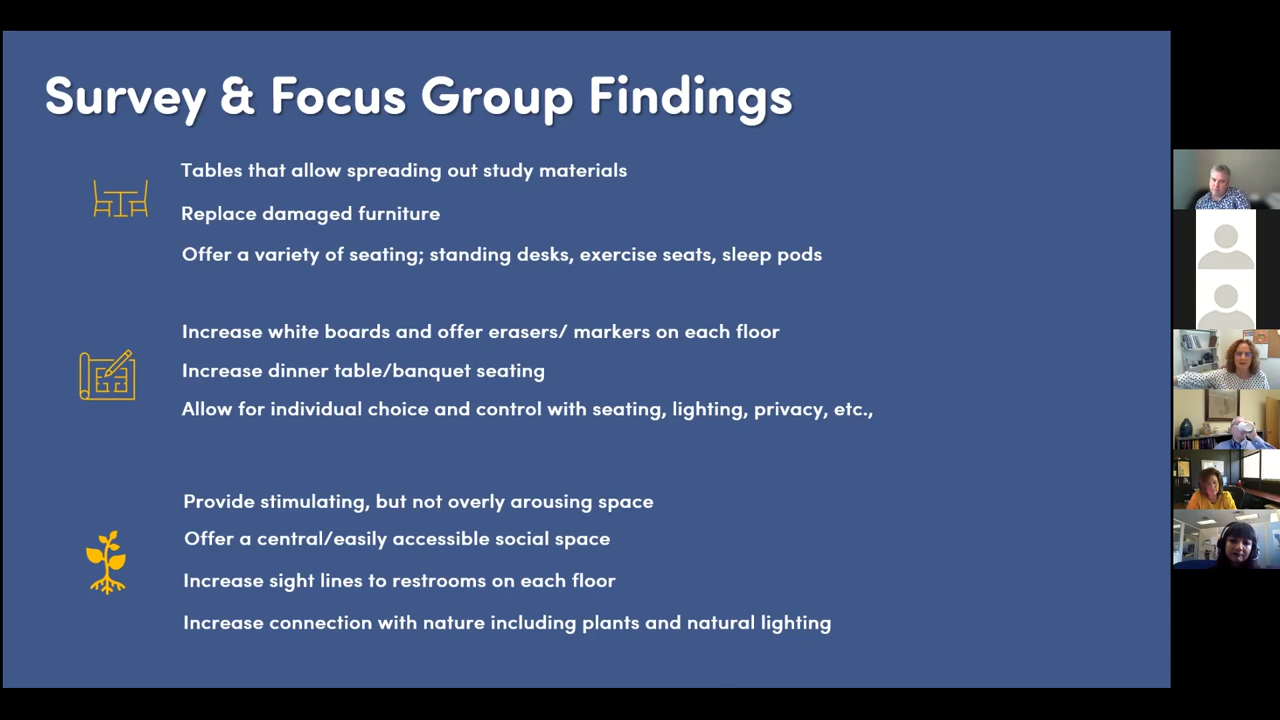 Survey & Focus Group Findings
Tables that allow spreading out study materials
Replace damaged furniture
Offer a variety of seating; standing desks, exercise seats, sleep pods
Increase white boards and offer erasers/ markers on each floor
Increase dinner table/banquet seating
Allow for individual choice and control with seating, lighting, privacy, etc.,
Provide stimulating, but not overly arousing space
Offer a central/easily accessible social space
Increase sight lines to restrooms on each floor
Increase connection with nature including plants and natural lighting